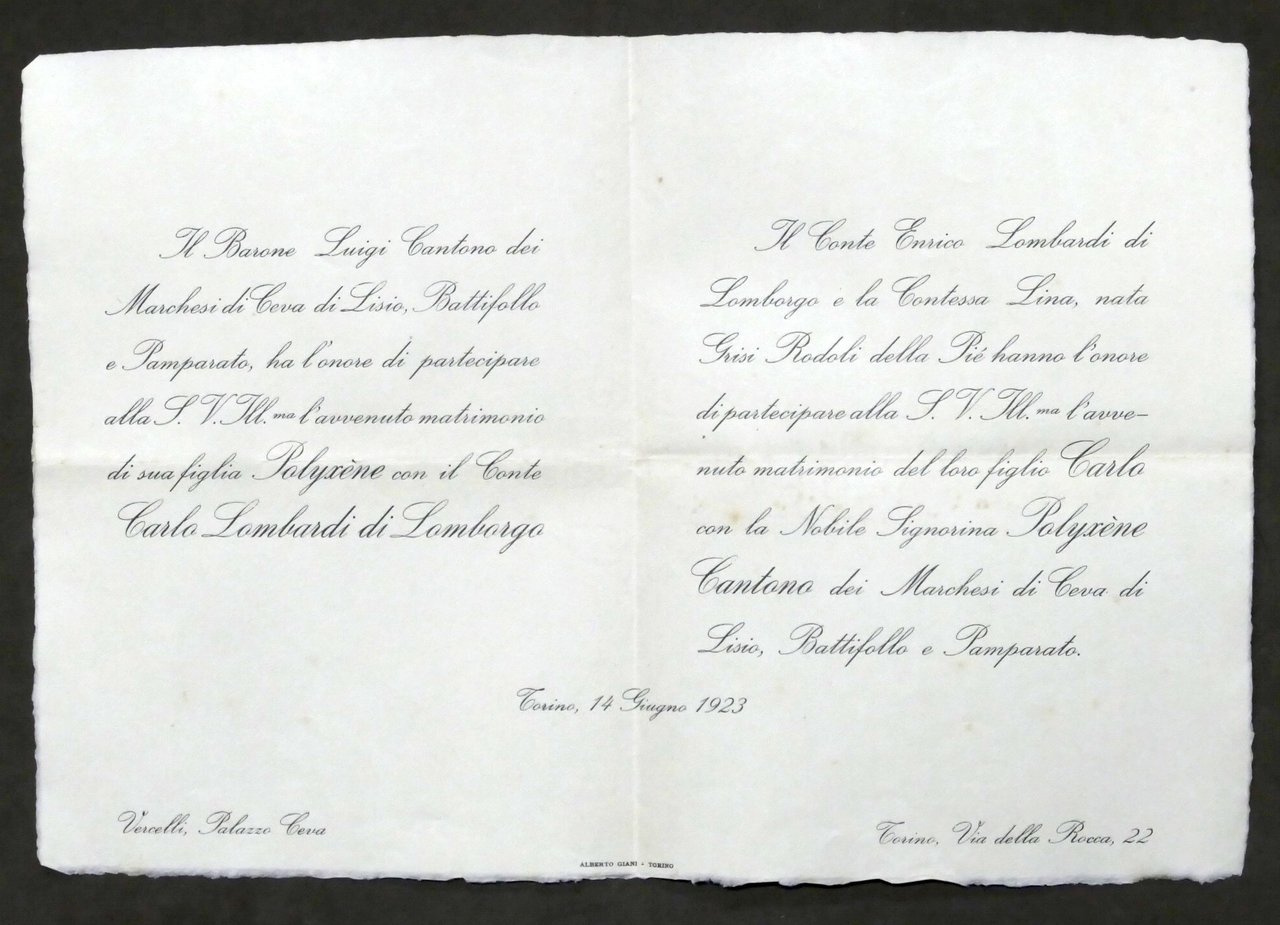 Il Barone Luigi Cantono dei
Marchesi di Ceva di Lisio, Battifollo
e Pamparato, ha l'onore di partecipare
alla S. V. Ill.ma l'avvenuto matrimonio
di sua figlia Polyxène con il Conte
Carlo Lombardi di Lomborgo
Il Conte Enrico Lombardi di
Lomborgo e la Contessa Lina, nata
Grisi Rodoli della Pié hanno l'onore
di partecipare alla S. V. Ill.ma l'avve-
nuto matrimonio del loro figlio Carlo
con la Nobile Signorina Polyxène
Cantono dei Marchesi di Ceva di
Lisio, Battifollo e Pamparato.
Torino, 14 Giugno 1923
Vercelli, Palazzo Ceva
Torino, Via della Rocca, 22
ALBERTO GIANI - TORINO